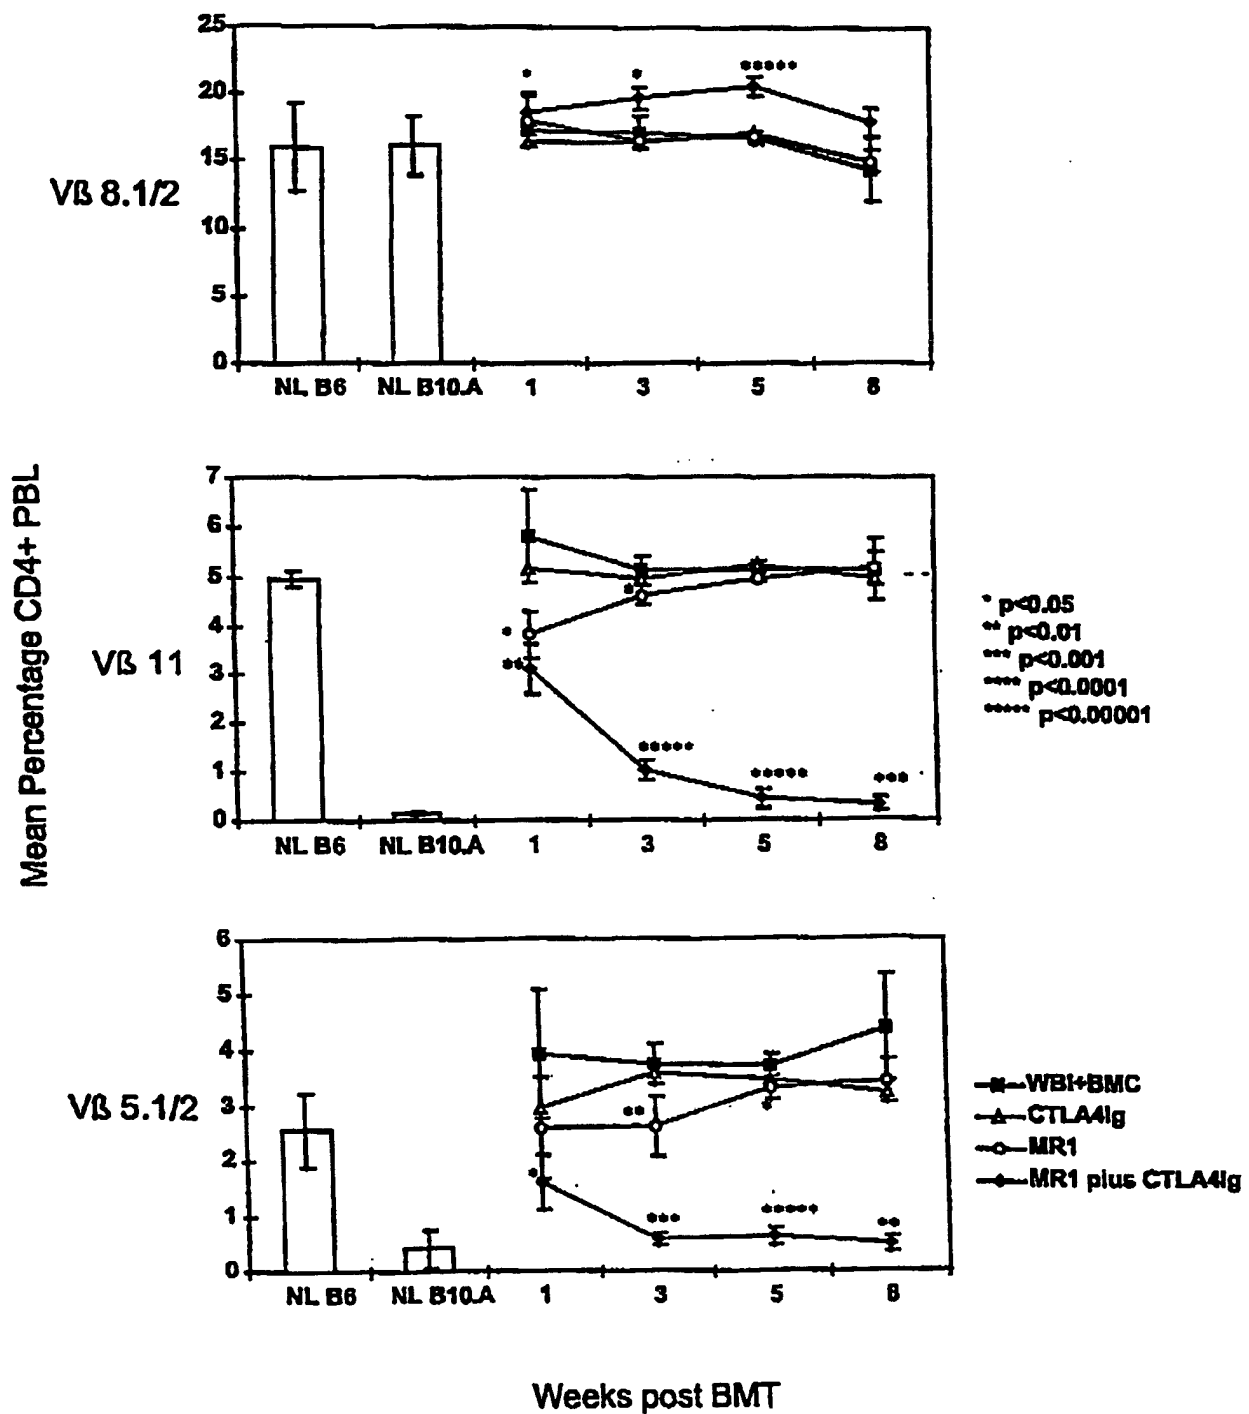 25
20
15
10
5
0
Vß 8.1/2
NL B6 NL B10.A 1 3 5 8
* * *****
7
6
5
4
3
2
1
0
Vß 11
NL B6 NL B10.A 1 3 5 8
*
*
**
*****
*****
***
Mean Percentage CD4+ PBL
* p<0.05
** p<0.01
*** p<0.001
**** p<0.0001
***** p<0.00001
6
5
4
3
2
1
0
Vß 5.1/2
NL B6 NL B10.A 1 3 5 8
**
*
*
***
*****
**
WBI+BMC
CTLA4Ig
MR1
MR1 plus CTLA4Ig
Weeks post BMT